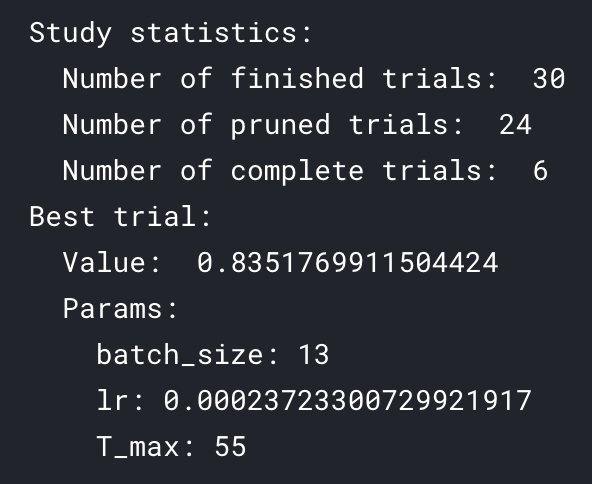 Study statistics:
  Number of finished trials:  30
  Number of pruned trials:  24
  Number of complete trials:  6
Best trial:
  Value:  0.8351769911504424
  Params:
    batch_size: 13
    lr: 0.00023723300729921917
    T_max: 55